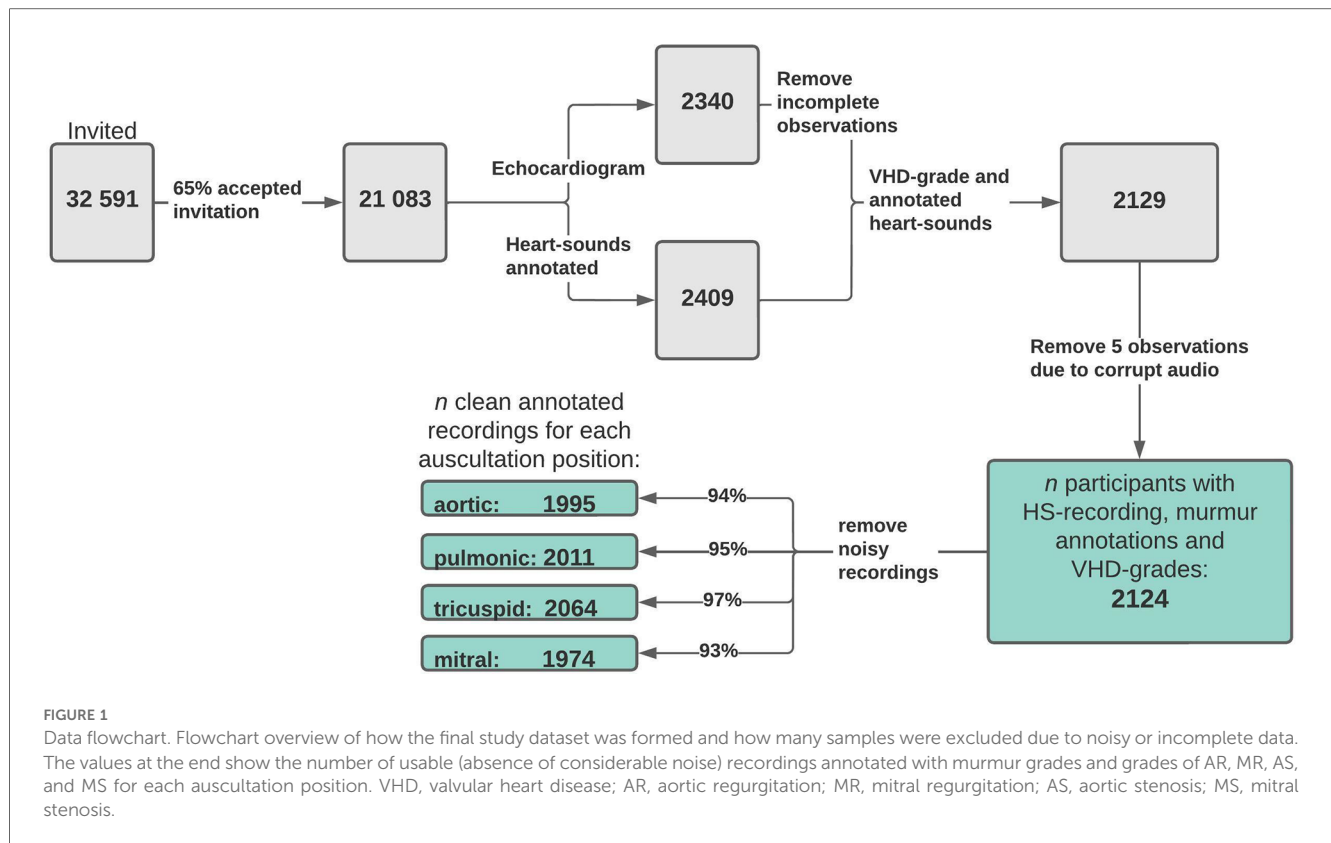 Invited
32 591
65% accepted
invitation
21 083
Echocardiogram
Heart-sounds
annotated
2340
2409
Remove
incomplete
observations
VHD-grade and
annotated
heart-sounds
2129
Remove 5 observations
due to corrupt audio
n participants with
HS-recording, murmur
annotations and
VHD-grades:
2124
remove
noisy
recordings
n clean annotated
recordings for each
auscultation position:
aortic: 1995
94%
pulmonic: 2011
95%
tricuspid: 2064
97%
mitral: 1974
93%
FIGURE 1
Data flowchart. Flowchart overview of how the final study dataset was formed and how many samples were excluded due to noisy or incomplete data.
The values at the end show the number of usable (absence of considerable noise) recordings annotated with murmur grades and grades of AR, MR, AS,
and MS for each auscultation position. VHD, valvular heart disease; AR, aortic regurgitation; MR, mitral regurgitation; AS, aortic stenosis; MS, mitral
stenosis.